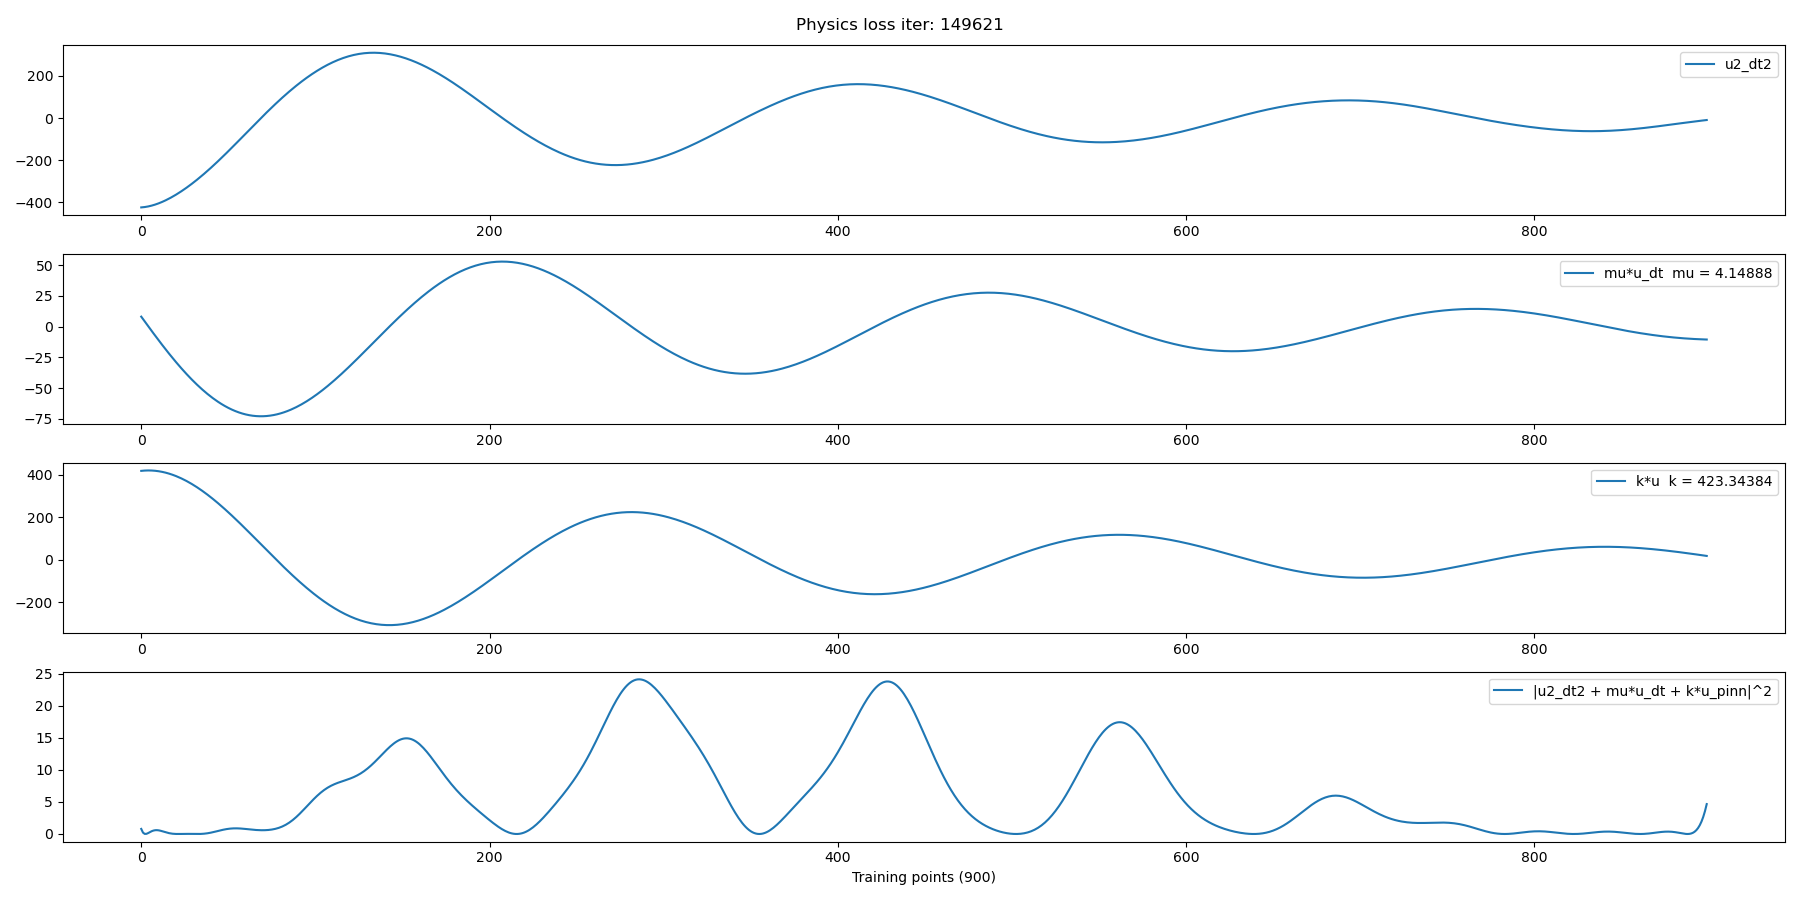 Physics loss iter: 149621
u2_dt2
200
0
−200
−400
0 200 400 600 800
mu*u_dt  mu = 4.14888
50
25
0
−25
−50
−75
0 200 400 600 800
k*u  k = 423.34384
400
200
0
−200
0 200 400 600 800
|u2_dt2 + mu*u_dt + k*u_pinn|^2
25
20
15
10
5
0
0 200 400 600 800
Training points (900)